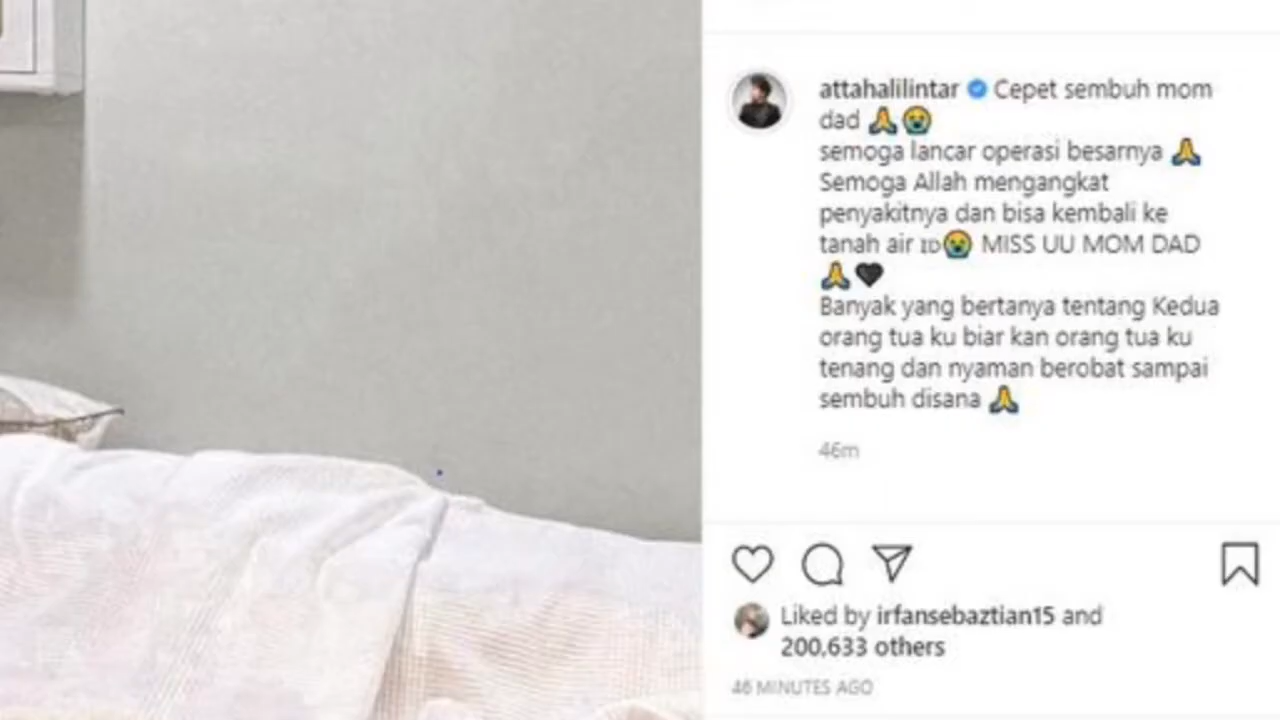 attahalilintar Cepet sembuh mom
dad 🙏😭
semoga lancar operasi besarnya 🙏
Semoga Allah mengangkat
penyakitnya dan bisa kembali ke
tanah air ID😭 MISS UU MOM DAD
🙏🖤
Banyak yang bertanya tentang Kedua
orang tua ku biar kan orang tua ku
tenang dan nyaman berobat sampai
sembuh disana 🙏
46m
Liked by irfansebaztian15 and
200,633 others
46 MINUTES AGO